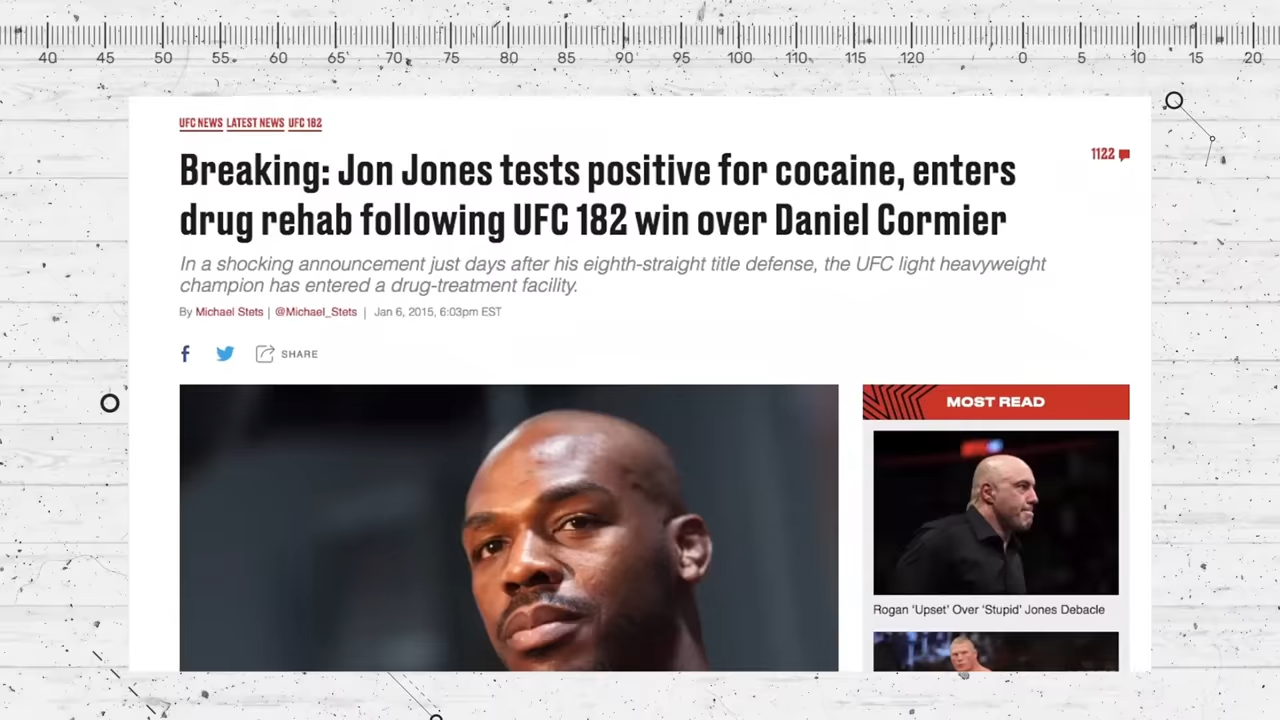 40 45 50 55 60 65 70 75 80 85 90 95 100 105 110 115 120 0 5 10 15 20
UFC NEWS LATEST NEWS UFC 182
Breaking: Jon Jones tests positive for cocaine, enters
drug rehab following UFC 182 win over Daniel Cormier
1122
In a shocking announcement just days after his eighth-straight title defense, the UFC light heavyweight
champion has entered a drug-treatment facility.
By Michael Stets | @Michael_Stets | Jan 6, 2015, 6:03pm EST
SHARE
MOST READ
Rogan ‘Upset’ Over ‘Stupid’ Jones Debacle